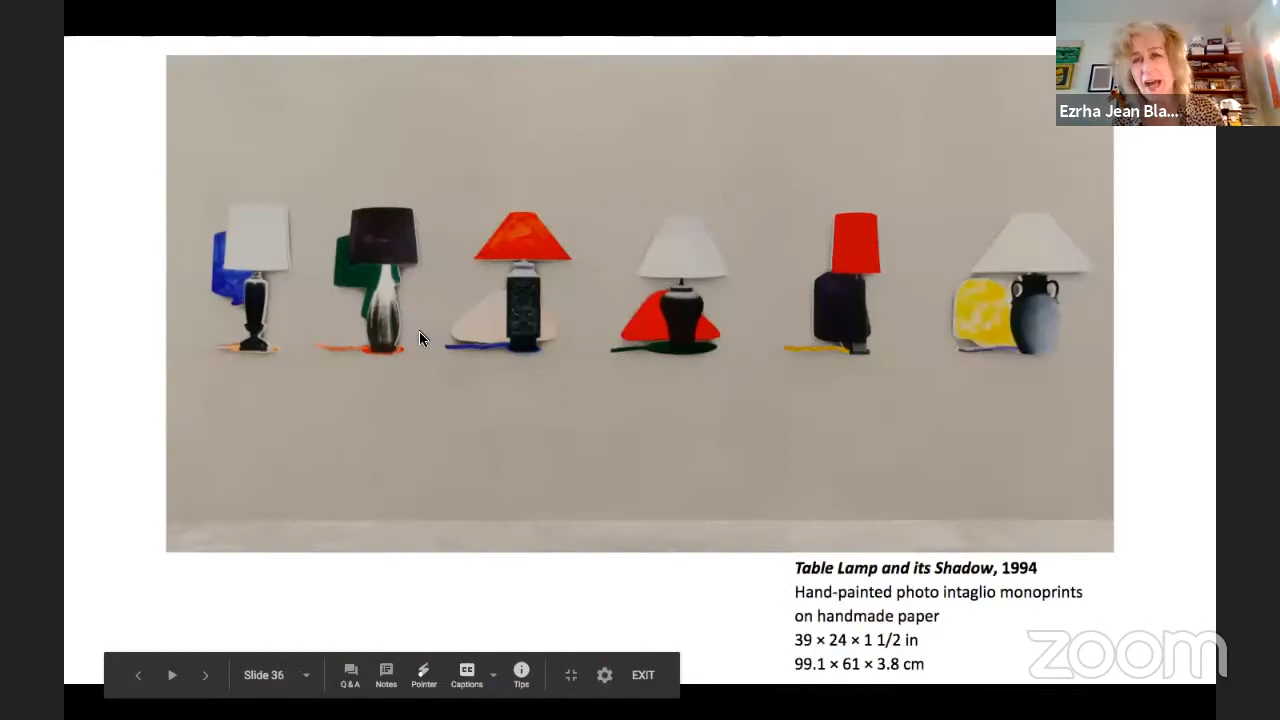 Ezrha Jean Bla...
Table Lamp and its Shadow, 1994
Hand-painted photo intaglio monoprints
on handmade paper
39 × 24 × 1 1/2 in
99.1 × 61 × 3.8 cm
zoom
Slide 36
Q & A
Notes
Pointer
CC
Captions
Tips
EXIT